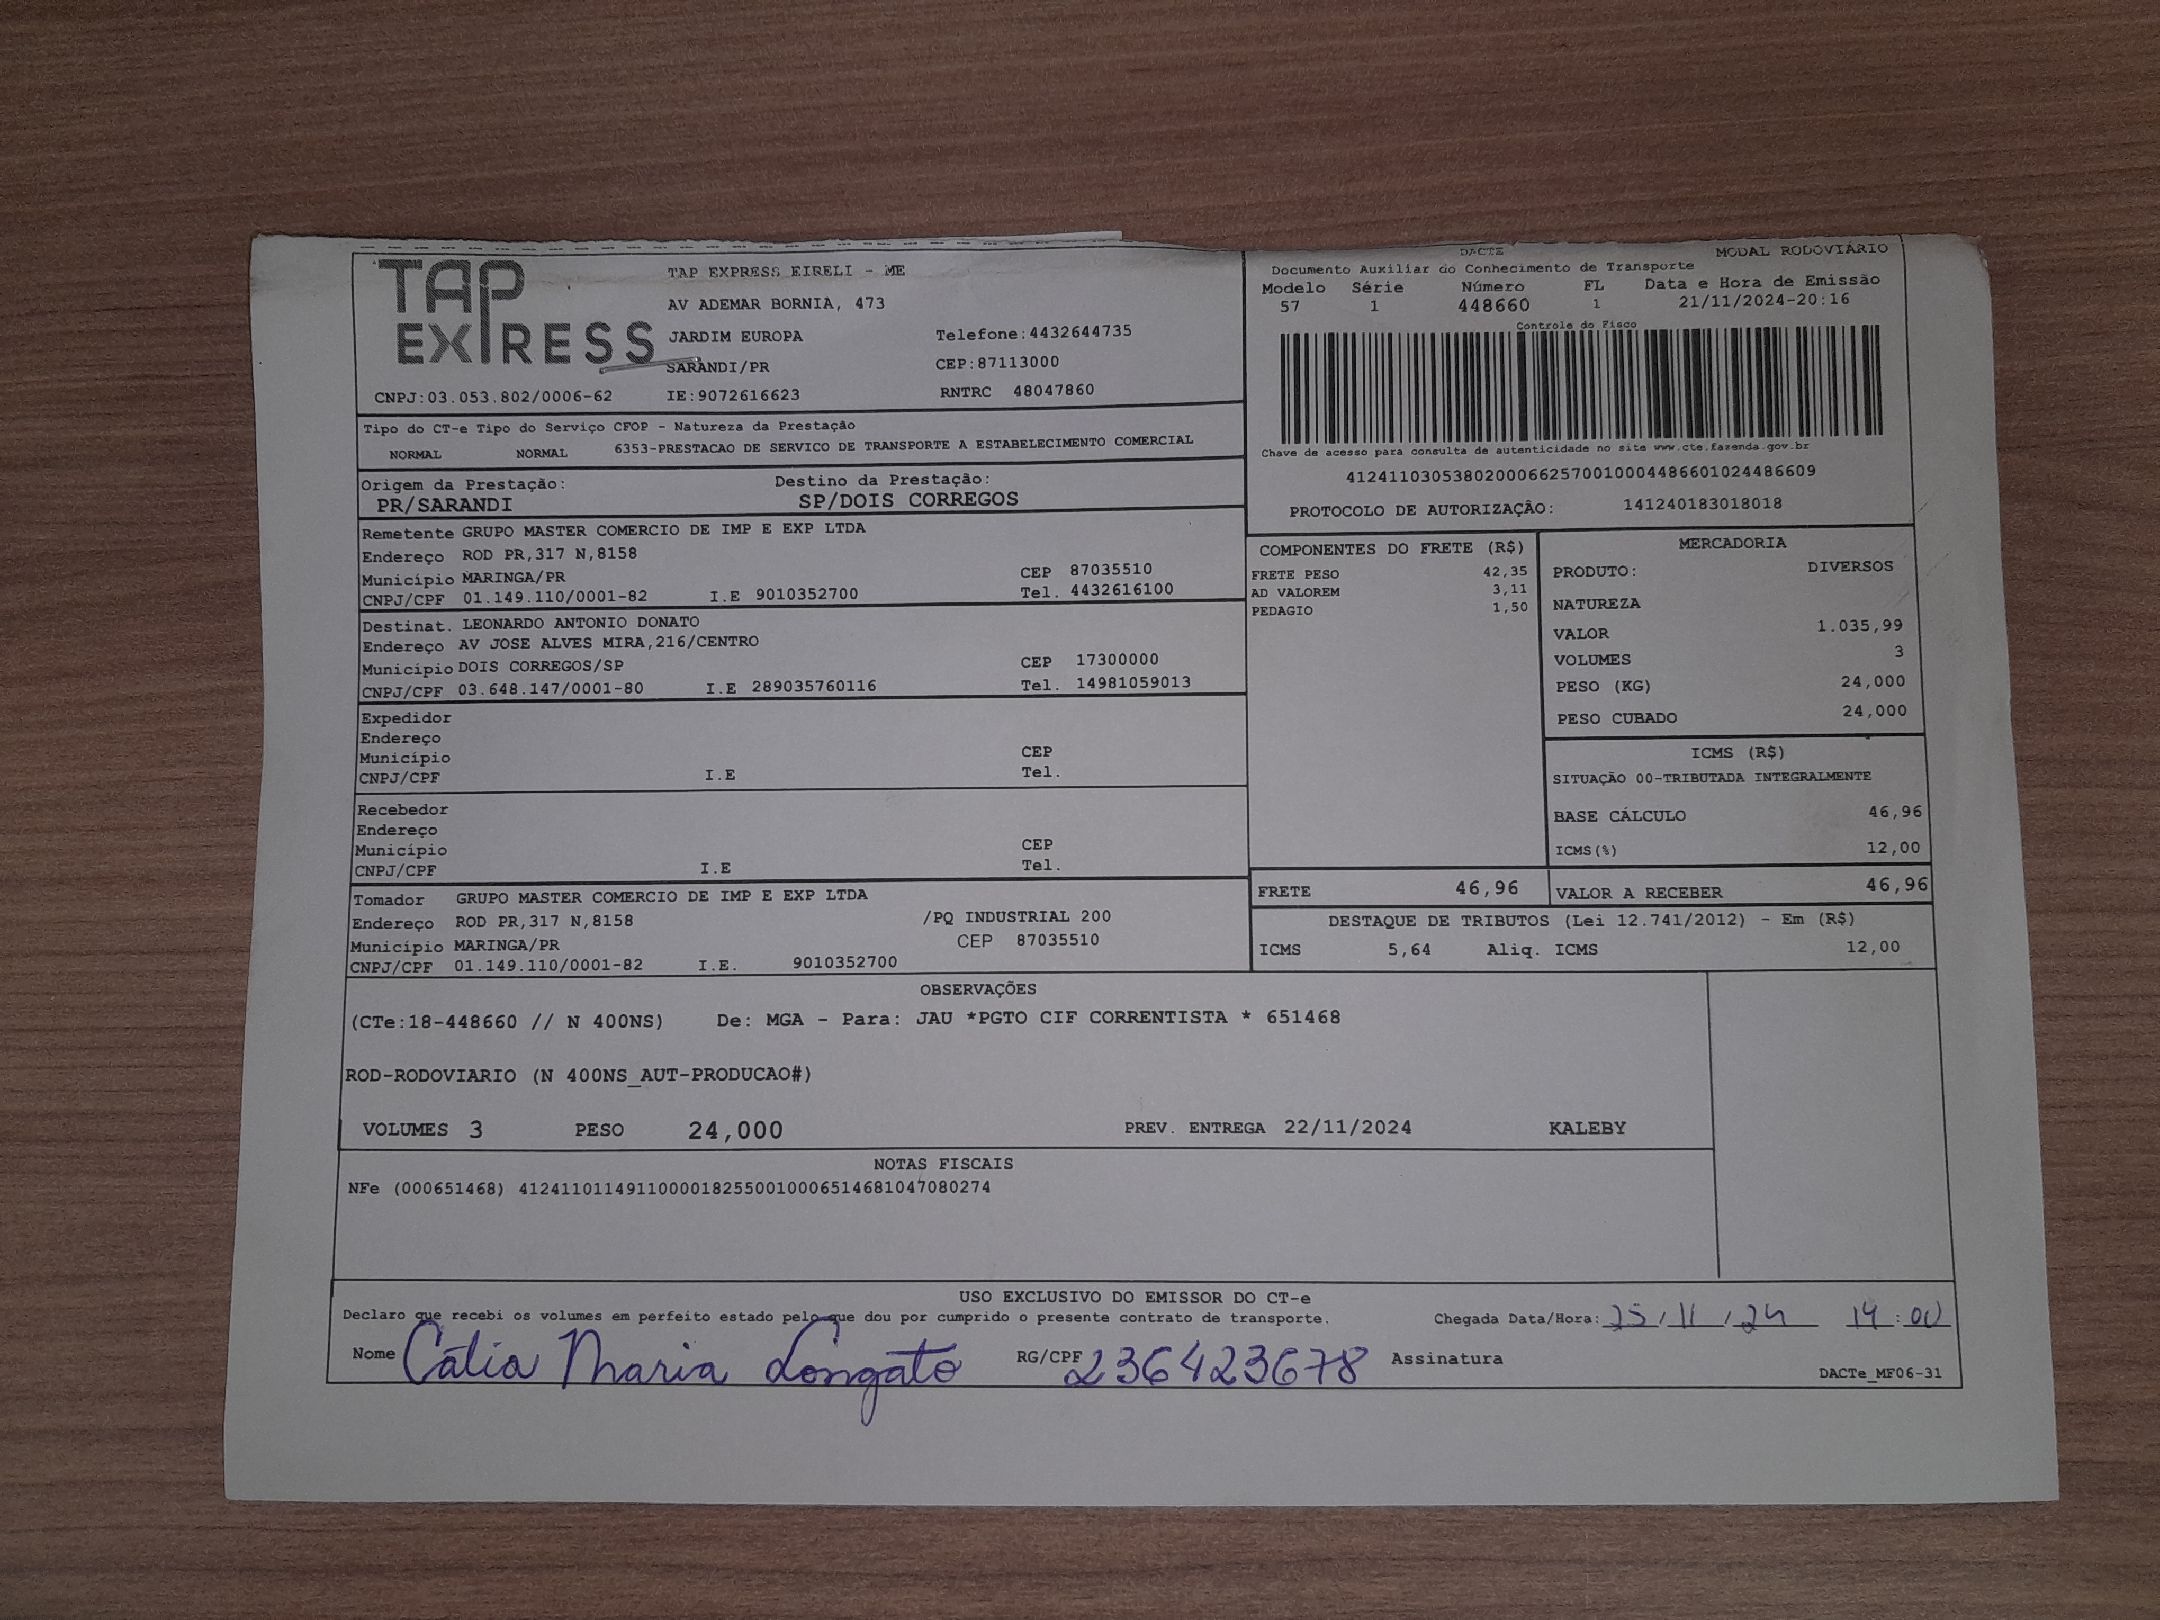 TAP
EXPRESS
TAP EXPRESS EIRELI - ME
AV ADEMAR BORNIA, 473
JARDIM EUROPA Telefone:4432644735
SARANDI/PR CEP:87113000
CNPJ:03.053.802/0006-62 IE:9072616623 RNTRC 48047860
DACTE MODAL RODOVIÁRIO
Documento Auxiliar do Conhecimento de Transporte
Modelo Série Número FL Data e Hora de Emissão
57 1 448660 1 21/11/2024-20:16
Controle do Fisco
Chave de acesso para consulta de autenticidade no site www.cte.fazenda.gov.br
41241103053802000662570010004486601024486609
PROTOCOLO DE AUTORIZAÇÃO: 141240183018018
Tipo do CT-e Tipo do Serviço CFOP - Natureza da Prestação
NORMAL NORMAL 6353-PRESTACAO DE SERVICO DE TRANSPORTE A ESTABELECIMENTO COMERCIAL
Origem da Prestação: Destino da Prestação:
PR/SARANDI SP/DOIS CORREGOS
Remetente GRUPO MASTER COMERCIO DE IMP E EXP LTDA
Endereço ROD PR,317 N,8158
Município MARINGA/PR CEP 87035510
CNPJ/CPF 01.149.110/0001-82 I.E 9010352700 Tel. 4432616100
Destinat. LEONARDO ANTONIO DONATO
Endereço AV JOSE ALVES MIRA,216/CENTRO
Município DOIS CORREGOS/SP CEP 17300000
CNPJ/CPF 03.648.147/0001-80 I.E 289035760116 Tel. 14981059013
Expedidor
Endereço
Município CEP
CNPJ/CPF I.E Tel.
Recebedor
Endereço
Município CEP
CNPJ/CPF I.E Tel.
Tomador GRUPO MASTER COMERCIO DE IMP E EXP LTDA
Endereço ROD PR,317 N,8158 /PQ INDUSTRIAL 200
Município MARINGA/PR CEP 87035510
CNPJ/CPF 01.149.110/0001-82 I.E. 9010352700
COMPONENTES DO FRETE (R$)
FRETE PESO 42,35
AD VALOREM 3,11
PEDAGIO 1,50
MERCADORIA
PRODUTO: DIVERSOS
NATUREZA
VALOR 1.035,99
VOLUMES 3
PESO (KG) 24,000
PESO CUBADO 24,000
ICMS (R$)
SITUAÇÃO 00-TRIBUTADA INTEGRALMENTE
BASE CÁLCULO 46,96
ICMS(%) 12,00
FRETE 46,96 VALOR A RECEBER 46,96
DESTAQUE DE TRIBUTOS (Lei 12.741/2012) - Em (R$)
ICMS 5,64 Aliq. ICMS 12,00
OBSERVAÇÕES
(CTe:18-448660 // N 400NS) De: MGA - Para: JAU *PGTO CIF CORRENTISTA * 651468
ROD-RODOVIARIO (N 400NS_AUT-PRODUCAO#)
VOLUMES 3 PESO 24,000 PREV. ENTREGA 22/11/2024 KALEBY
NOTAS FISCAIS
NFe (000651468) 41241101149110000182550010006514681047080274
USO EXCLUSIVO DO EMISSOR DO CT-e
Declaro que recebi os volumes em perfeito estado pelo que dou por cumprido o presente contrato de transporte. Chegada Data/Hora: 25/11/24 14:00
Nome Cátia Maria Longato RG/CPF 236423678 Assinatura
DACTe_MF06-31